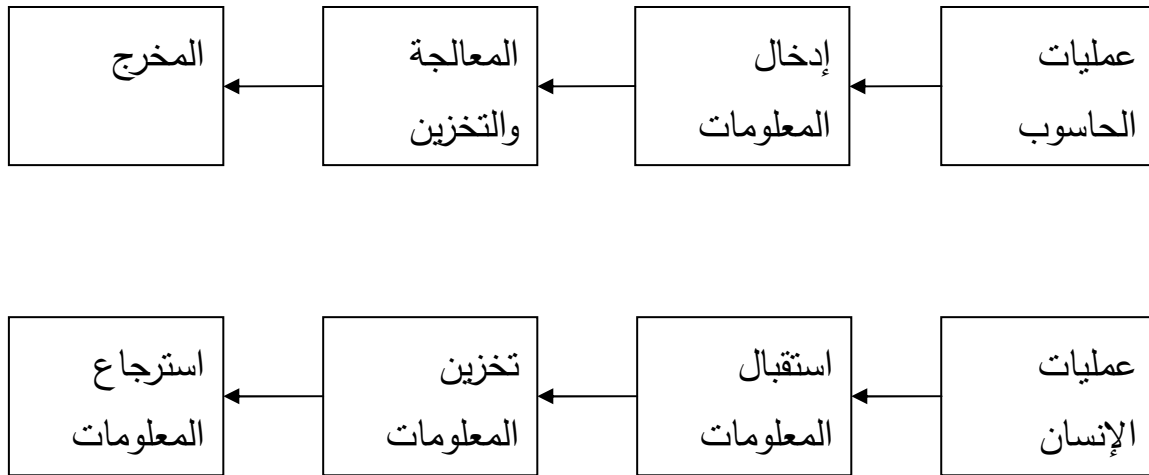 عمليات
الحاسوب
إدخال
المعلومات
المعالجة
والتخزين
المخرج
عمليات
الإنسان
استقبال
المعلومات
تخزين
المعلومات
استرجاع
المعلومات